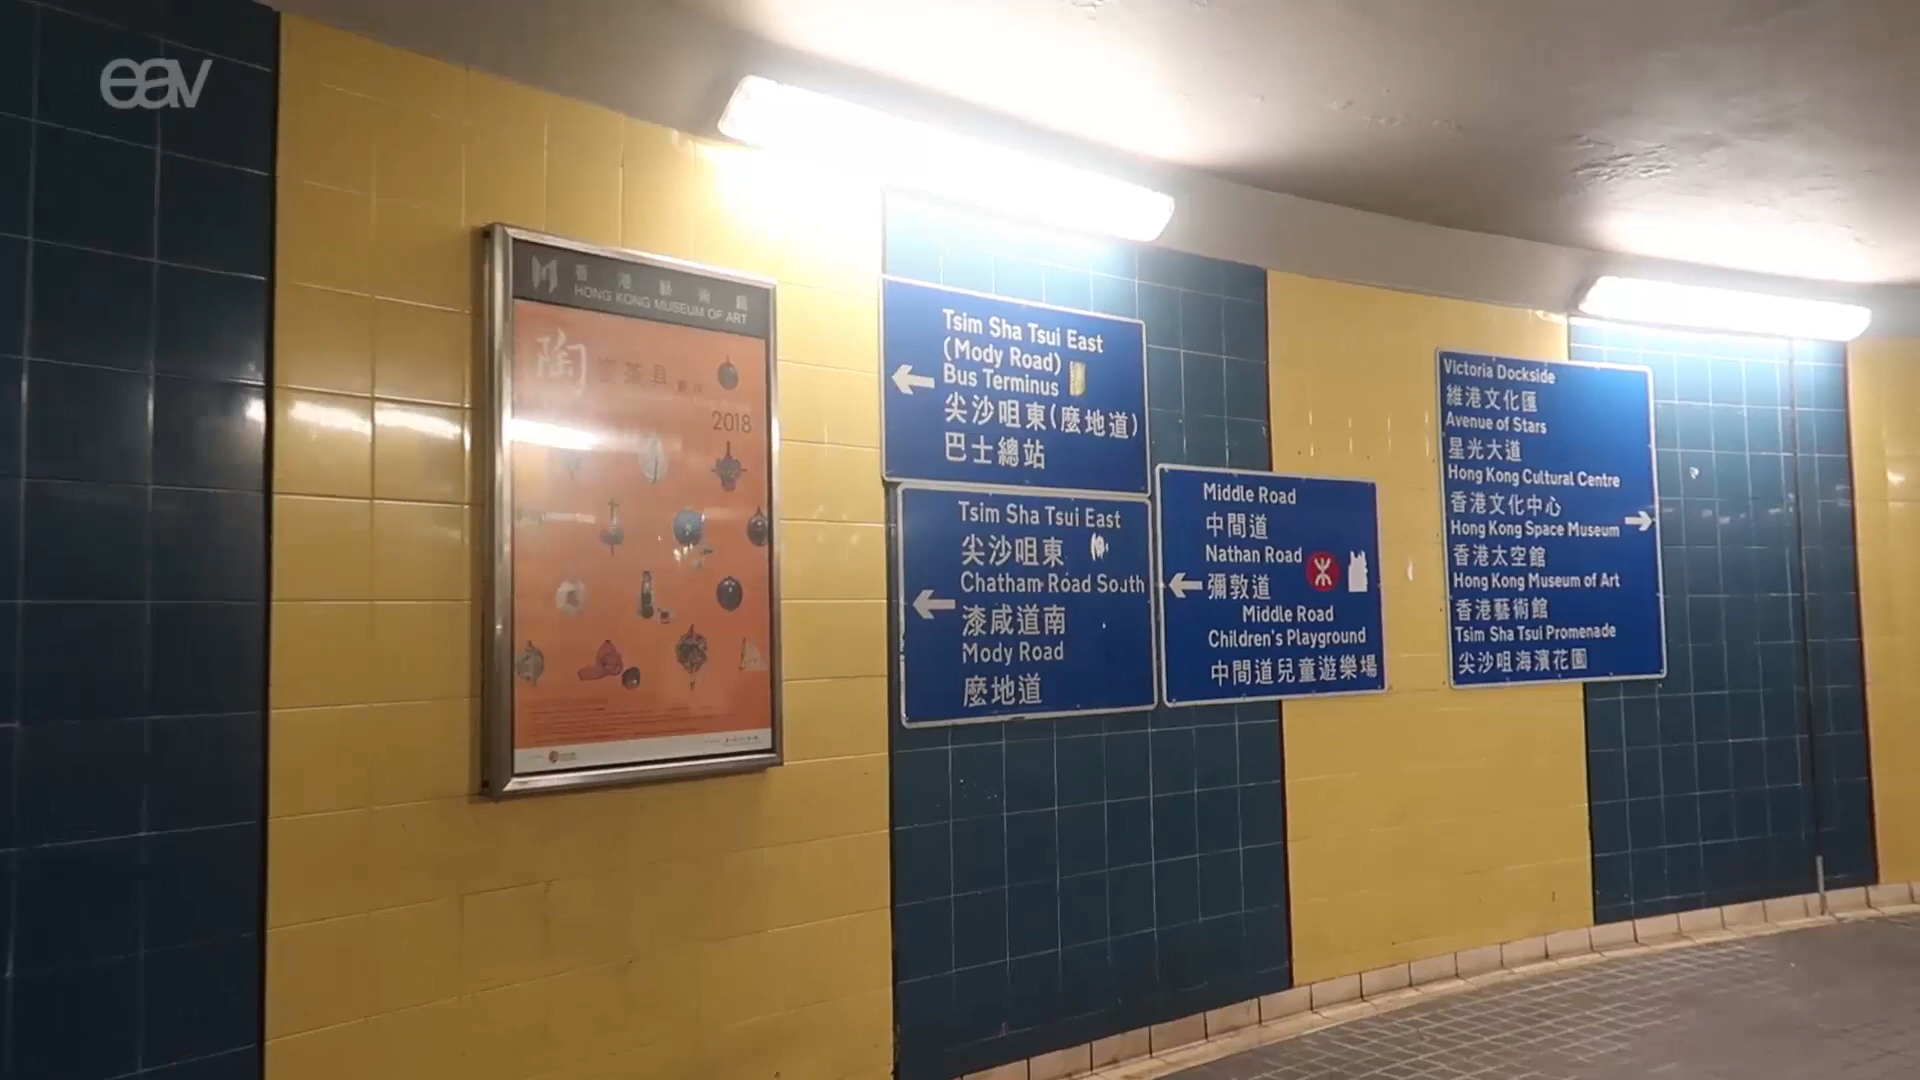 eav
香港藝術館
HONG KONG MUSEUM OF ART
陶瓷茶具
2018
Tsim Sha Tsui East
(Mody Road)
Bus Terminus
尖沙咀東(麼地道)
巴士總站
Tsim Sha Tsui East
尖沙咀東
Chatham Road South
漆咸道南
Mody Road
麼地道
Middle Road
中間道
Nathan Road
彌敦道
Middle Road
Children's Playground
中間道兒童遊樂場
Victoria Dockside
維港文化匯
Avenue of Stars
星光大道
Hong Kong Cultural Centre
香港文化中心
Hong Kong Space Museum
香港太空館
Hong Kong Museum of Art
香港藝術館
Tsim Sha Tsui Promenade
尖沙咀海濱花園